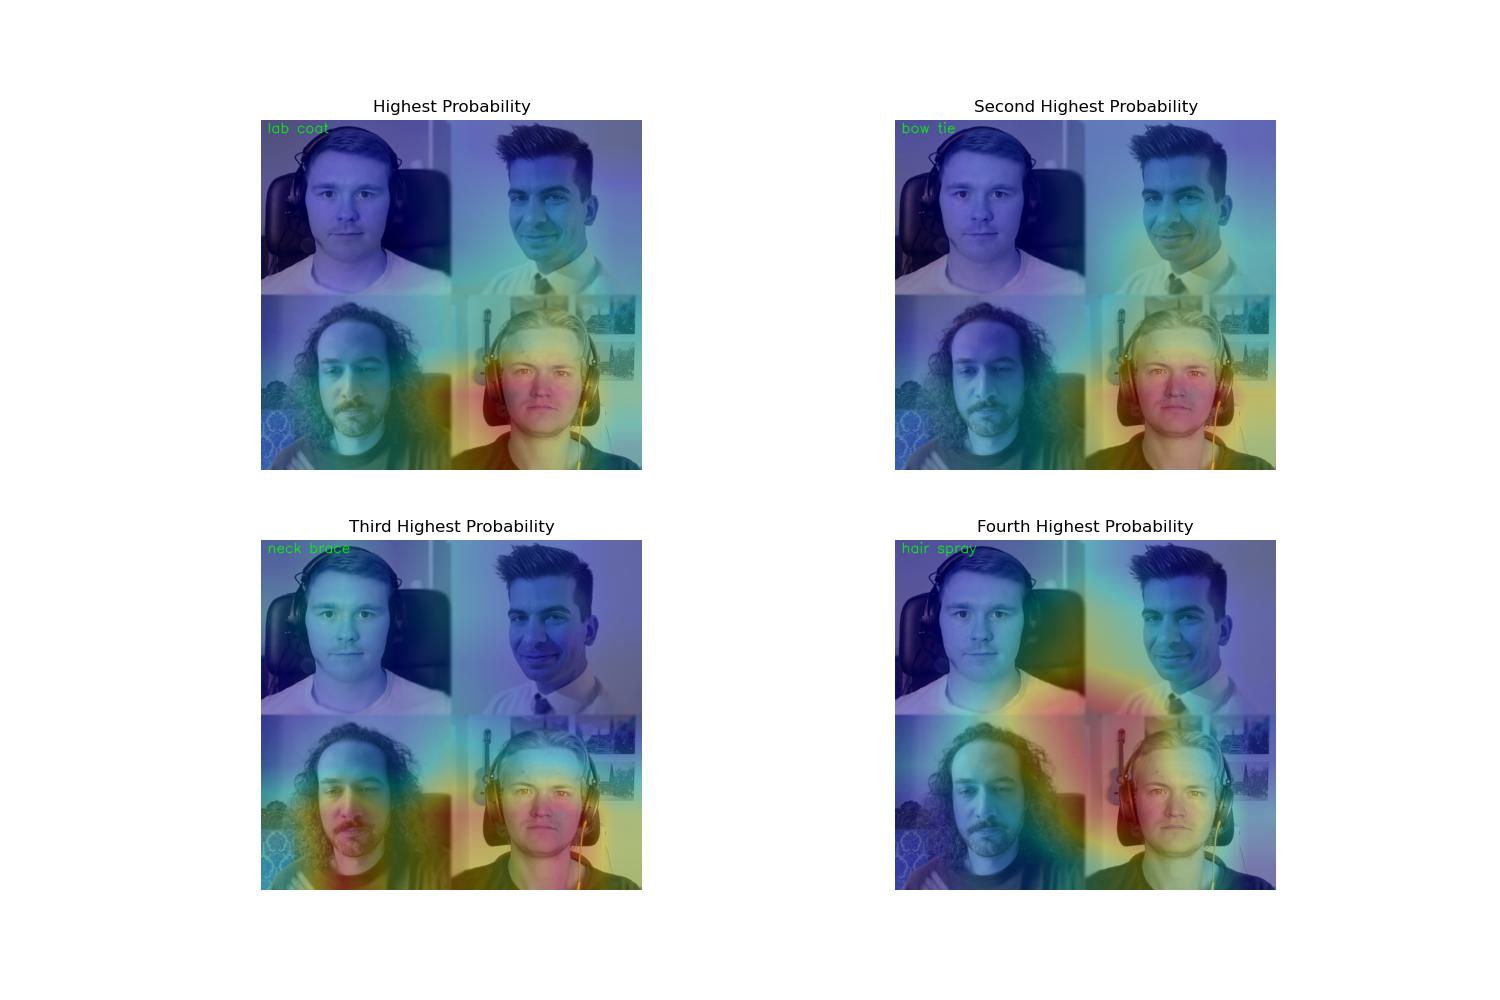 Highest Probability
lab coat
Second Highest Probability
bow tie
Third Highest Probability
neck brace
Fourth Highest Probability
hair spray